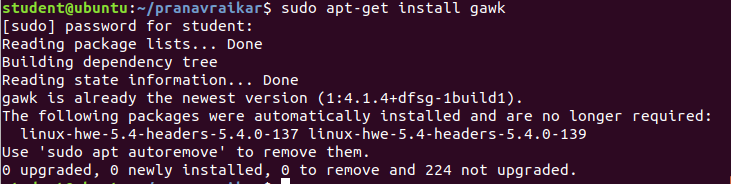 student@ubuntu:~/pranavraikar$ sudo apt-get install gawk
[sudo] password for student:
Reading package lists... Done
Building dependency tree
Reading state information... Done
gawk is already the newest version (1:4.1.4+dfsg-1build1).
The following packages were automatically installed and are no longer required:
  linux-hwe-5.4-headers-5.4.0-137 linux-hwe-5.4-headers-5.4.0-139
Use 'sudo apt autoremove' to remove them.
0 upgraded, 0 newly installed, 0 to remove and 224 not upgraded.
student@ubuntu:~/pranavraikar$